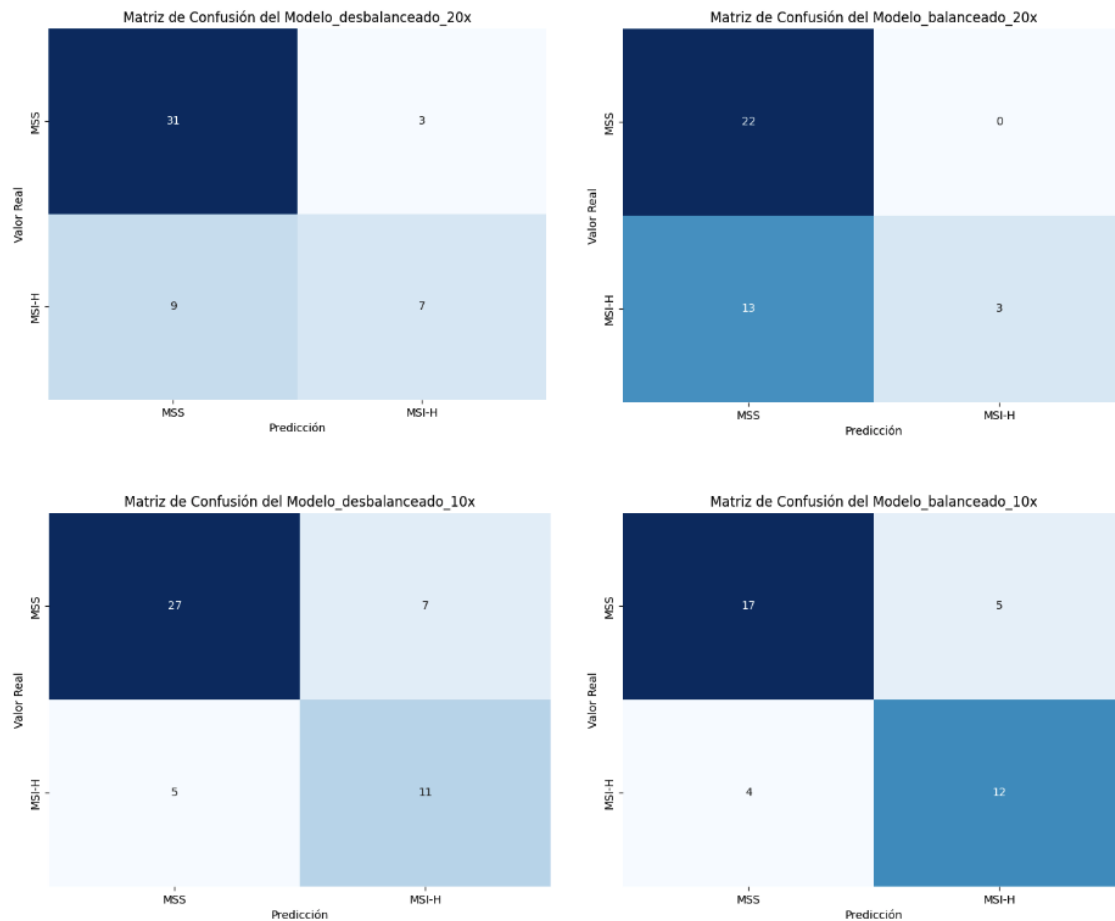 Matriz de Confusión del Modelo_desbalanceado_20x
MSS
31
3
Valor Real
MSI-H
9
7
MSS
MSI-H
Predicción
Matriz de Confusión del Modelo_balanceado_20x
MSS
22
0
Valor Real
MSI-H
13
3
MSS
MSI-H
Predicción
Matriz de Confusión del Modelo_desbalanceado_10x
MSS
27
7
Valor Real
MSI-H
5
11
MSS
MSI-H
Predicción
Matriz de Confusión del Modelo_balanceado_10x
MSS
17
5
Valor Real
MSI-H
4
12
MSS
MSI-H
Predicción